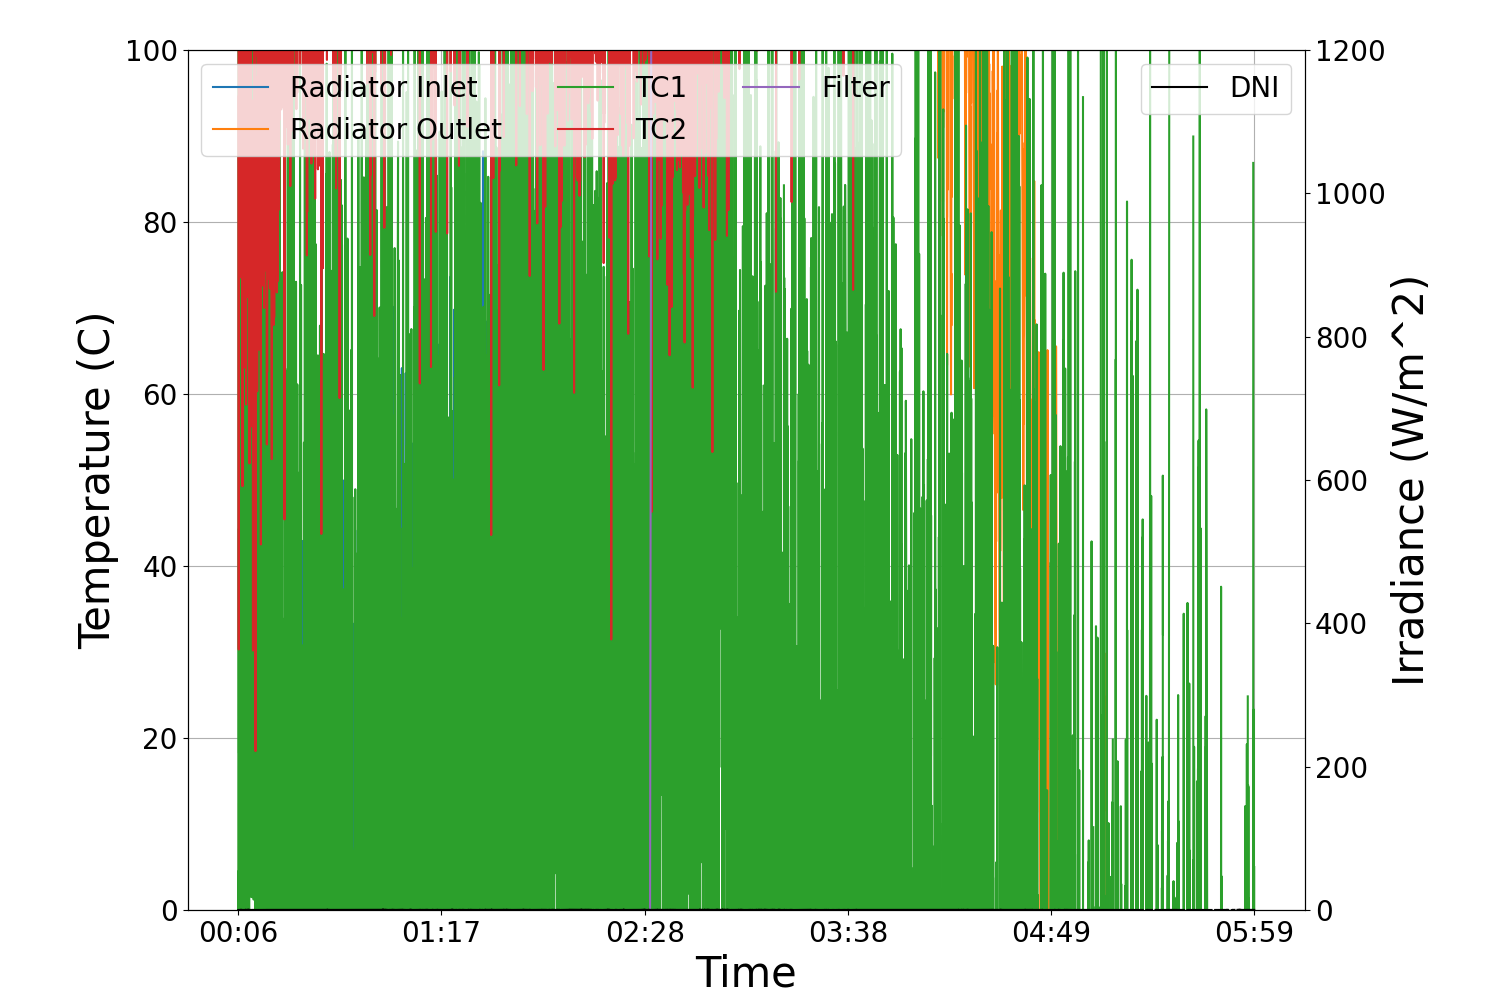 100
80
60
40
20
0
Temperature (C)
Radiator Inlet
Radiator Outlet
TC1
TC2
Filter
DNI
1200
1000
800
600
400
200
0
Irradiance (W/m^2)
00:06
01:17
02:28
03:38
04:49
05:59
Time